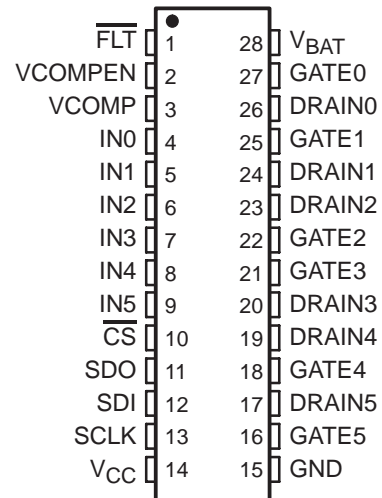 FLT 1 28 VBAT
VCOMPEN 2 27 GATE0
VCOMP 3 26 DRAIN0
IN0 4 25 GATE1
IN1 5 24 DRAIN1
IN2 6 23 DRAIN2
IN3 7 22 GATE2
IN4 8 21 GATE3
IN5 9 20 DRAIN3
CS 10 19 DRAIN4
SDO 11 18 GATE4
SDI 12 17 DRAIN5
SCLK 13 16 GATE5
VCC 14 15 GND